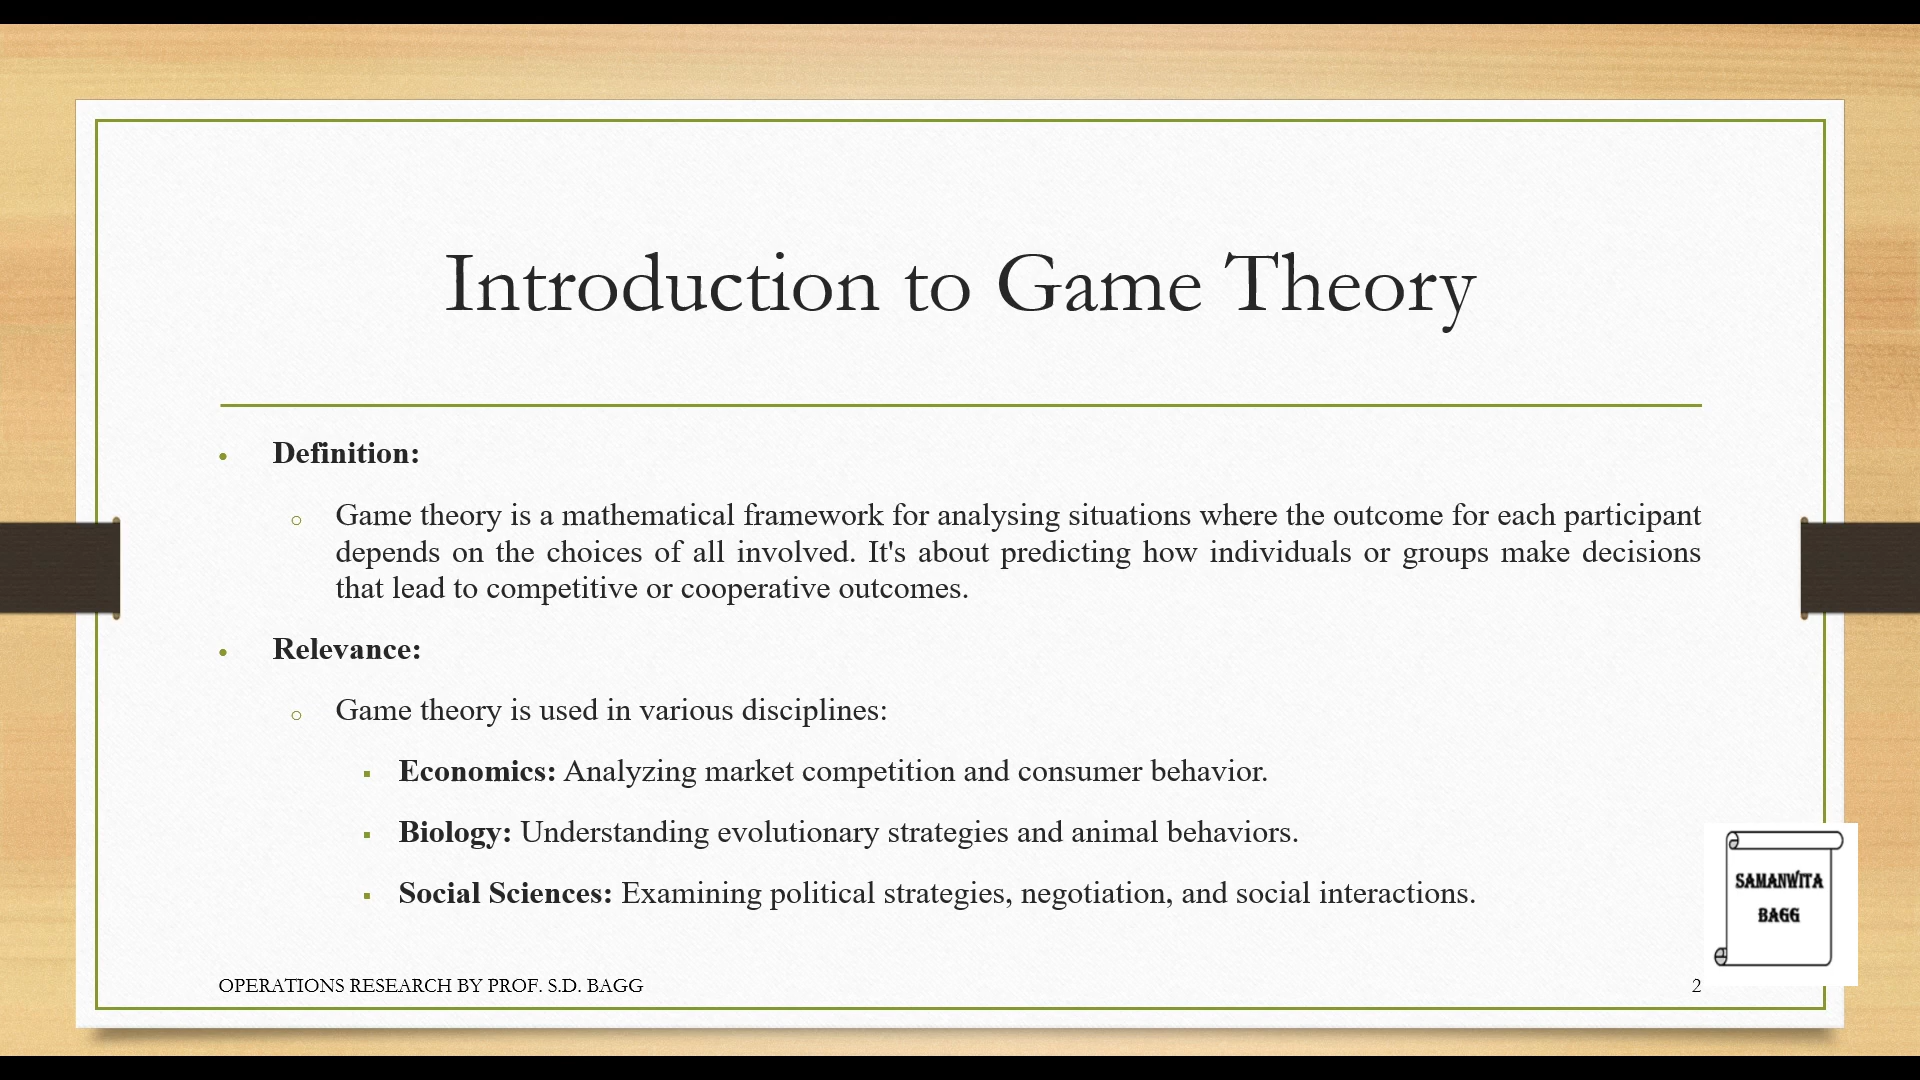 Introduction to Game Theory
Definition:
Game theory is a mathematical framework for analysing situations where the outcome for each participant
depends on the choices of all involved. It's about predicting how individuals or groups make decisions
that lead to competitive or cooperative outcomes.
Relevance:
Game theory is used in various disciplines:
Economics: Analyzing market competition and consumer behavior.
Biology: Understanding evolutionary strategies and animal behaviors.
Social Sciences: Examining political strategies, negotiation, and social interactions.
SAMANWITA
BAGG
OPERATIONS RESEARCH BY PROF. S.D. BAGG
2